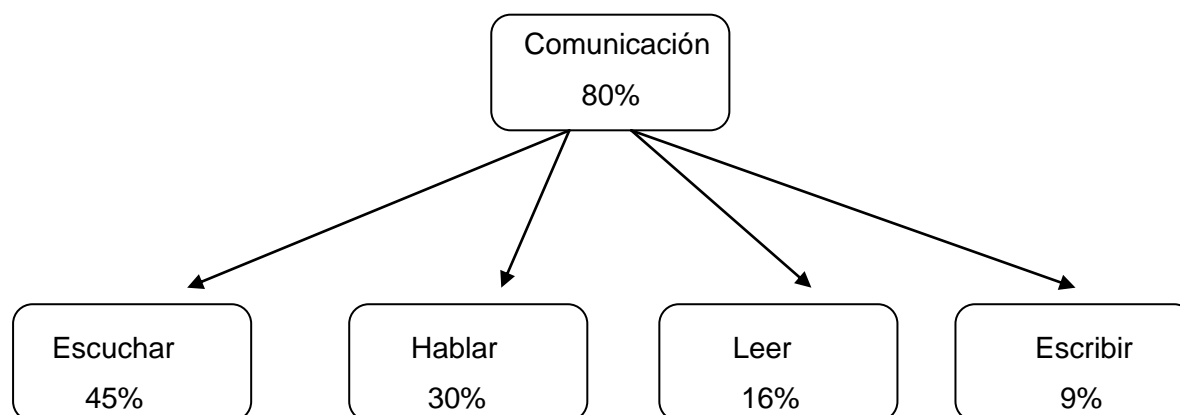 Comunicación
80%
Escuchar
45%
Hablar
30%
Leer
16%
Escribir
9%